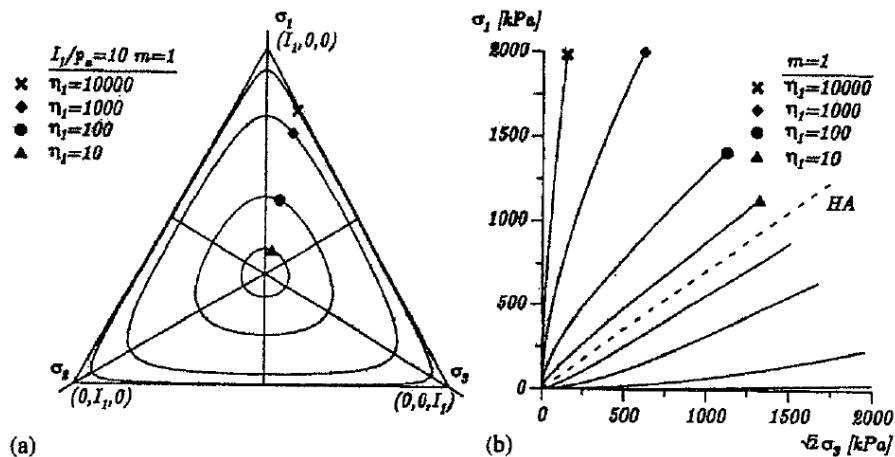 σ₁
(I₁,0,0)
I₁/pₐ=10 m=1
η₁=10000
η₁=1000
η₁=100
η₁=10
σ₂
(0,I₁,0)
σ₃
(0,0,I₁)
(a)
σ₁ [kPa]
2000
1750
1500
1000
500
0
m=1
η₁=10000
η₁=1000
η₁=100
η₁=10
HA
0
500
1000
1500
2000
√2 σ₃ [kPa]
(b)